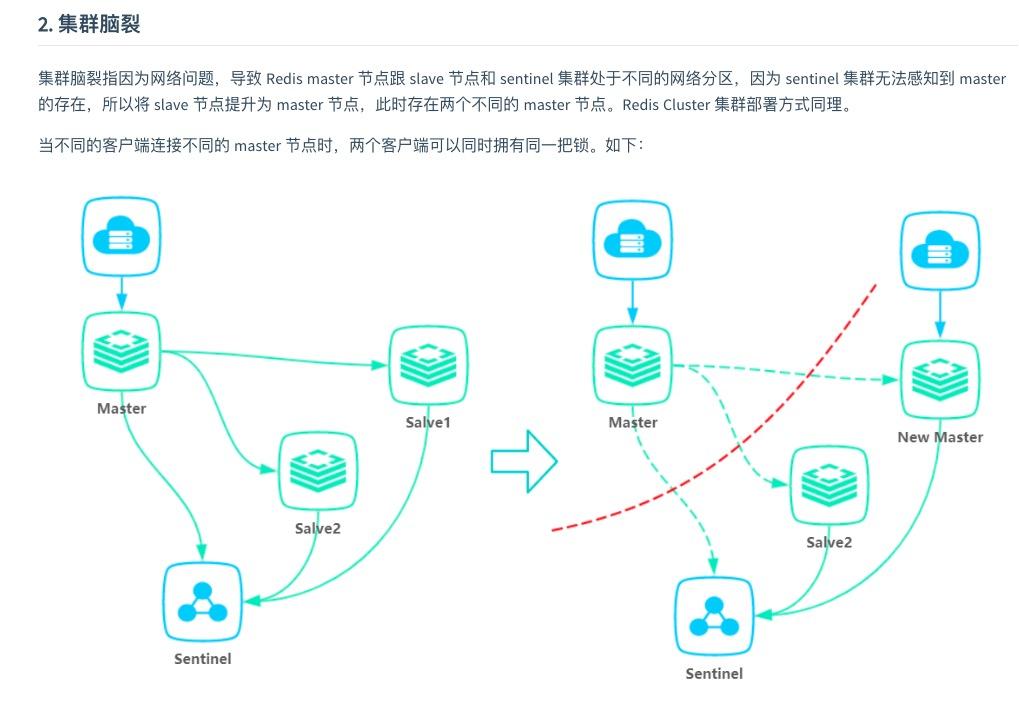 2. 集群脑裂
集群脑裂指因为网络问题，导致 Redis master 节点跟 slave 节点和 sentinel 集群处于不同的网络分区，因为 sentinel 集群无法感知到 master
的存在，所以将 slave 节点提升为 master 节点，此时存在两个不同的 master 节点。Redis Cluster 集群部署方式同理。
当不同的客户端连接不同的 master 节点时，两个客户端可以同时拥有同一把锁。如下：
Master
Salve1
Salve2
Sentinel
Master
New Master
Salve2
Sentinel